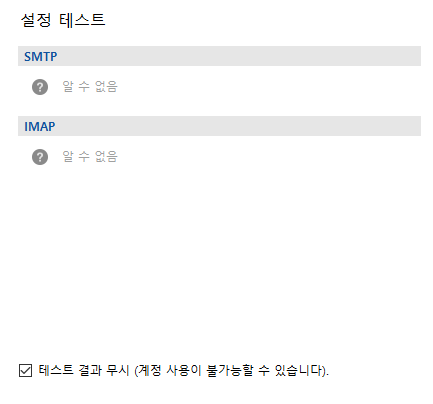 설정 테스트
SMTP
알 수 없음
IMAP
알 수 없음
테스트 결과 무시 (계정 사용이 불가능할 수 있습니다).